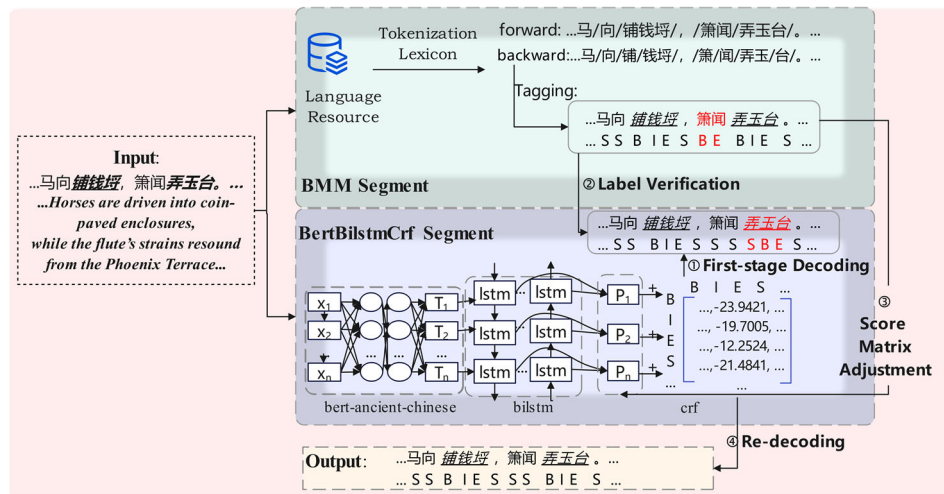 Tokenization
Lexicon
forward: ...马/向/铺钱埒/，/箫闻/弄玉台/。...
backward:...马/向/铺/钱埒/，/箫/闻/弄玉/台/。...
Language
Resource
Tagging:
...马向 铺钱埒 ，箫闻 弄玉台 。...
... S S B I E S B E B I E S ...
BMM Segment
② Label Verification
Input:
...马向铺钱埒，箫闻弄玉台。...
...Horses are driven into coin-
paved enclosures,
while the flute's strains resound
from the Phoenix Terrace...
BertBilstmCrf Segment
...马向 铺钱埒 ，箫闻 弄玉台 。...
... S S B I E S S S S B E S ...
① First-stage Decoding
B I E S
x1
x2
...
xn
...
T1
T2
...
Tn
lstm ... lstm
lstm ... lstm
lstm ... lstm
P1
P2
Pn
+
+
+
B
I
E
S
...
...,-23.9421, ...
...,-19.7005, ...
...,-12.2524, ...
...,-21.4841, ...
...
③
Score
Matrix
Adjustment
bert-ancient-chinese
bilstm
crf
④ Re-decoding
Output:
...马向 铺钱埒 ，箫闻 弄玉台 。...
... S S B I E S S S B I E S ...